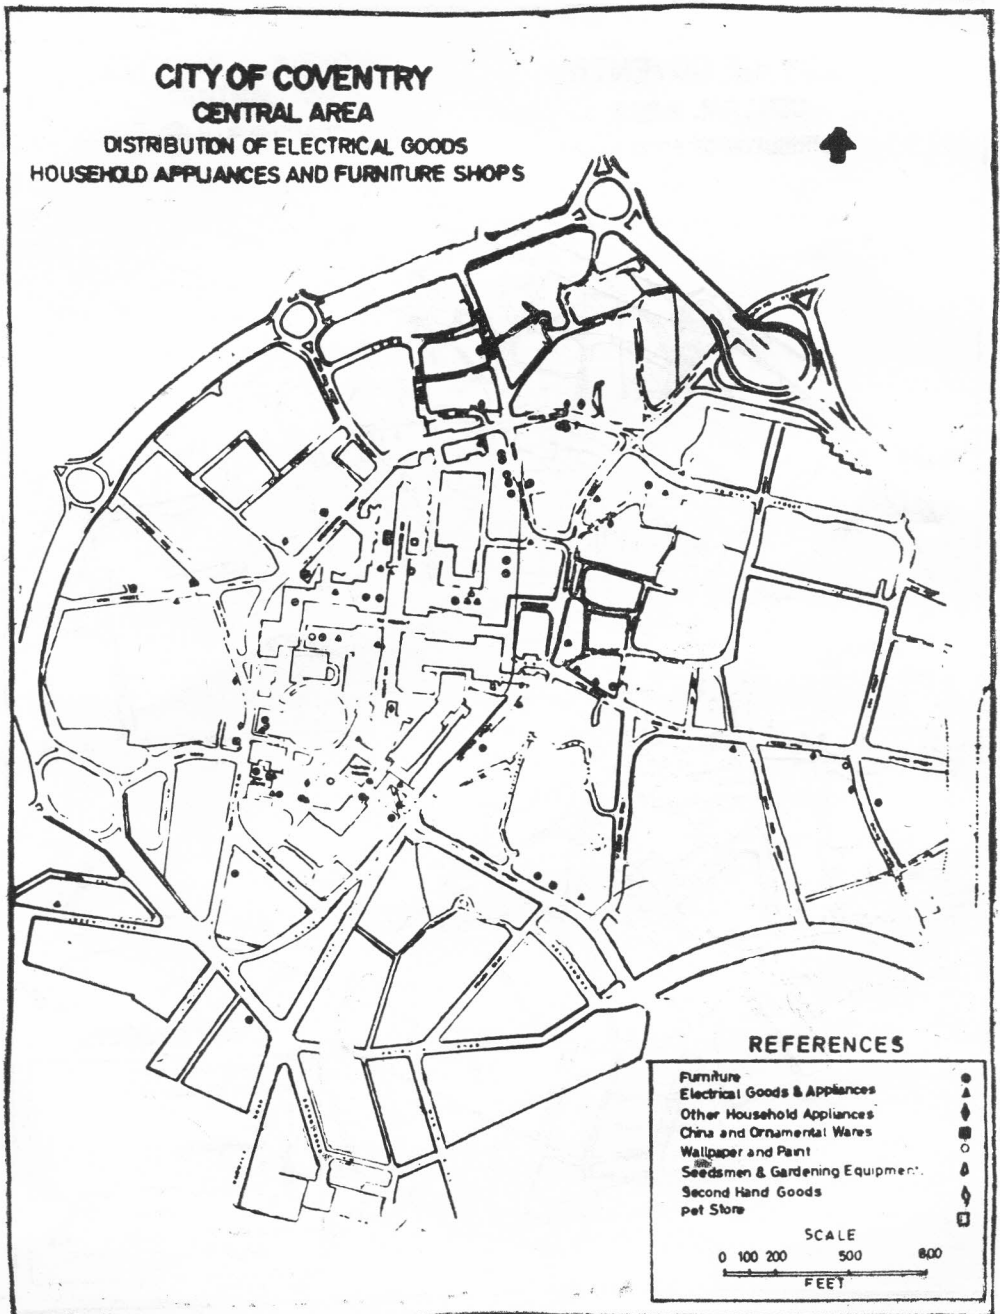 CITY OF COVENTRY
CENTRAL AREA
DISTRIBUTION OF ELECTRICAL GOODS
HOUSEHOLD APPLIANCES AND FURNITURE SHOPS
REFERENCES
Furniture
Electrical Goods & Appliances
Other Household Appliances
China and Ornamental Wares
Wallpaper and Paint
Seedsmen & Gardening Equipment.
Second Hand Goods
Pet Store
SCALE
0 100 200 500 800
FEET